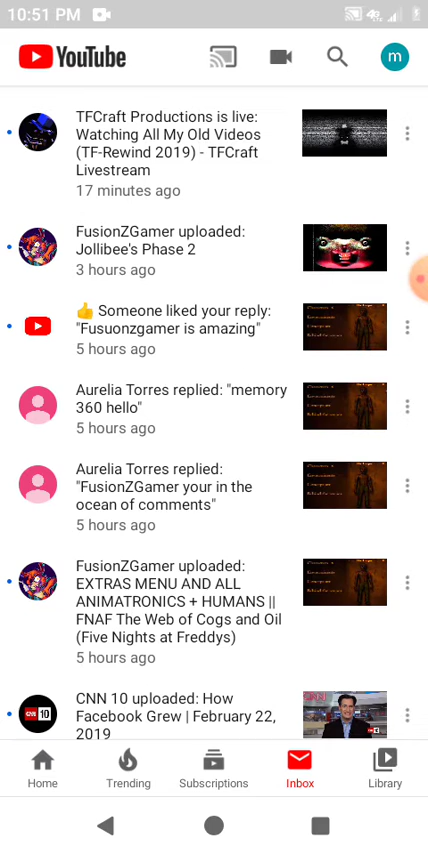 10:51 PM
4G
YouTube
m
TFCraft Productions is live:
Watching All My Old Videos
(TF-Rewind 2019) - TFCraft
Livestream
17 minutes ago
FusionZGamer uploaded:
Jollibee's Phase 2
3 hours ago
👍 Someone liked your reply:
"Fusuonzgamer is amazing"
5 hours ago
Aurelia Torres replied: "memory
360 hello"
5 hours ago
Aurelia Torres replied:
"FusionZGamer your in the
ocean of comments"
5 hours ago
FusionZGamer uploaded:
EXTRAS MENU AND ALL
ANIMATRONICS + HUMANS ||
FNAF The Web of Cogs and Oil
(Five Nights at Freddys)
5 hours ago
CNN 10
CNN 10 uploaded: How
Facebook Grew | February 22,
2019
Home
Trending
Subscriptions
Inbox
Library